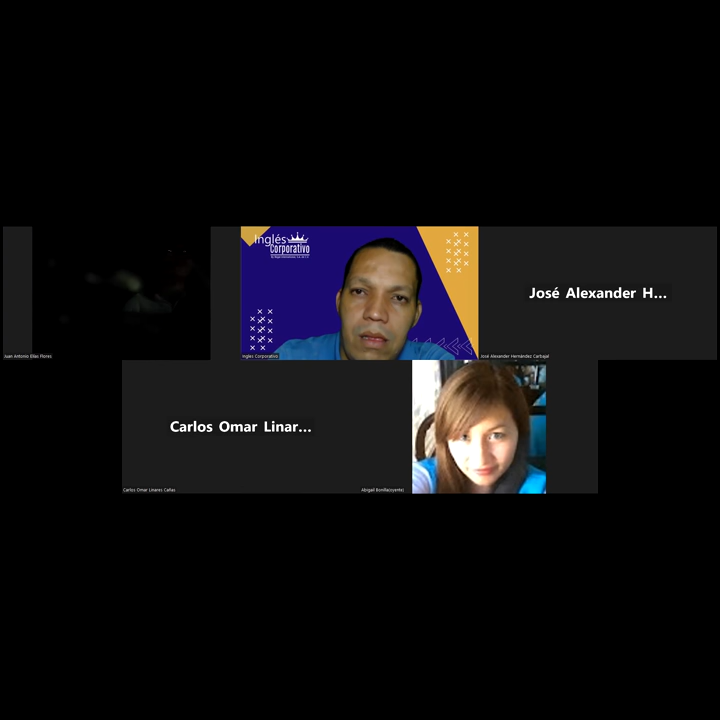 Inglés
Corporativo
José Alexander H...
Juan Antonio Elías Flores
Inglés Corporativo
José Alexander Hernández Carbajal
Carlos Omar Linar...
Carlos Omar Linares Cañas